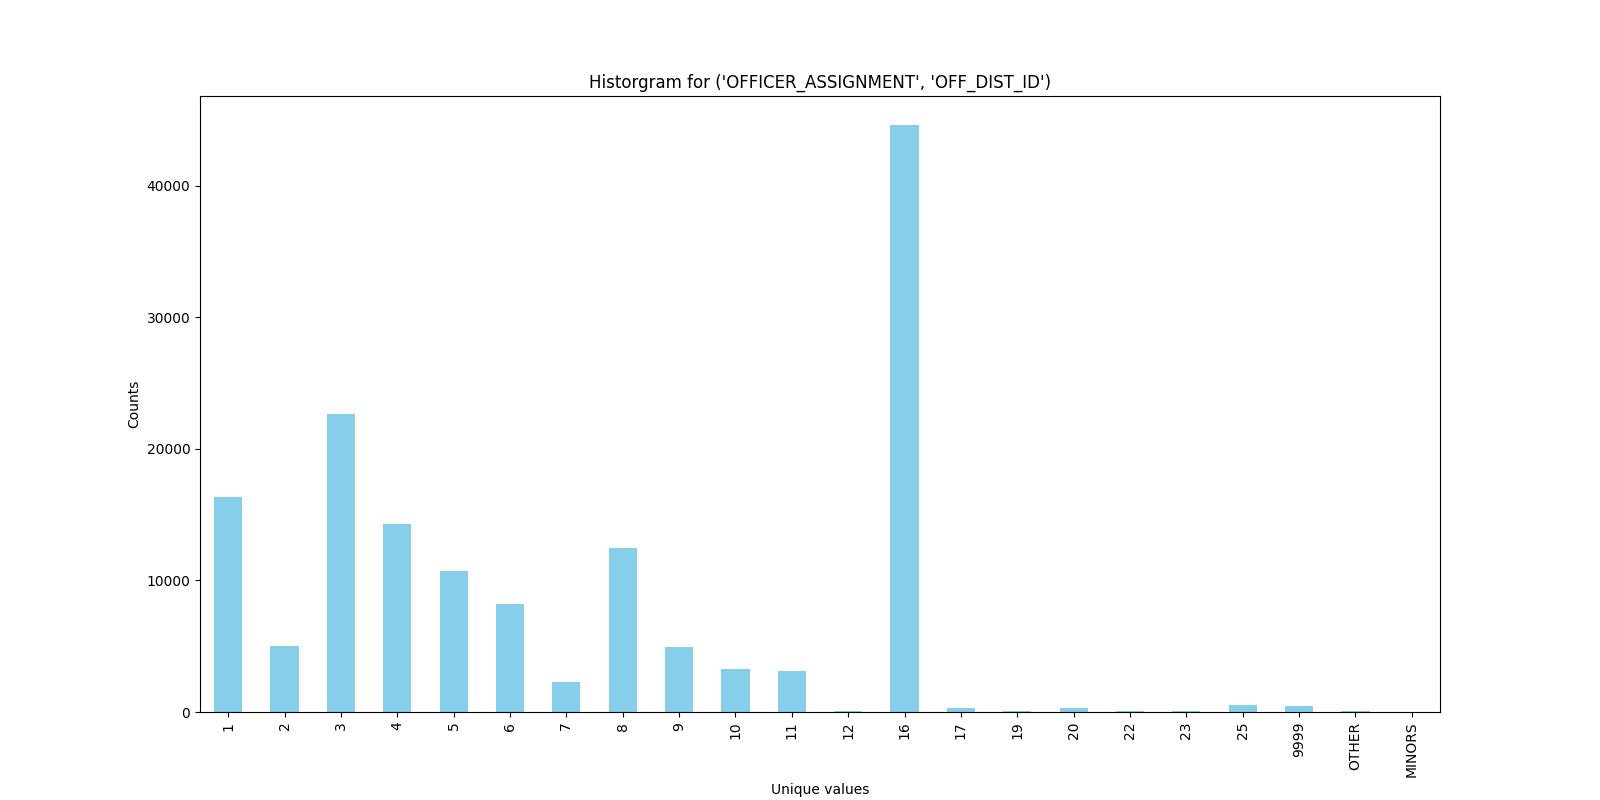 Historgram for ('OFFICER_ASSIGNMENT', 'OFF_DIST_ID')
Counts
40000
30000
20000
10000
0
1 2 3 4 5 6 7 8 9 10 11 12 16 17 19 20 22 23 25 9999 OTHER MINORS
Unique values